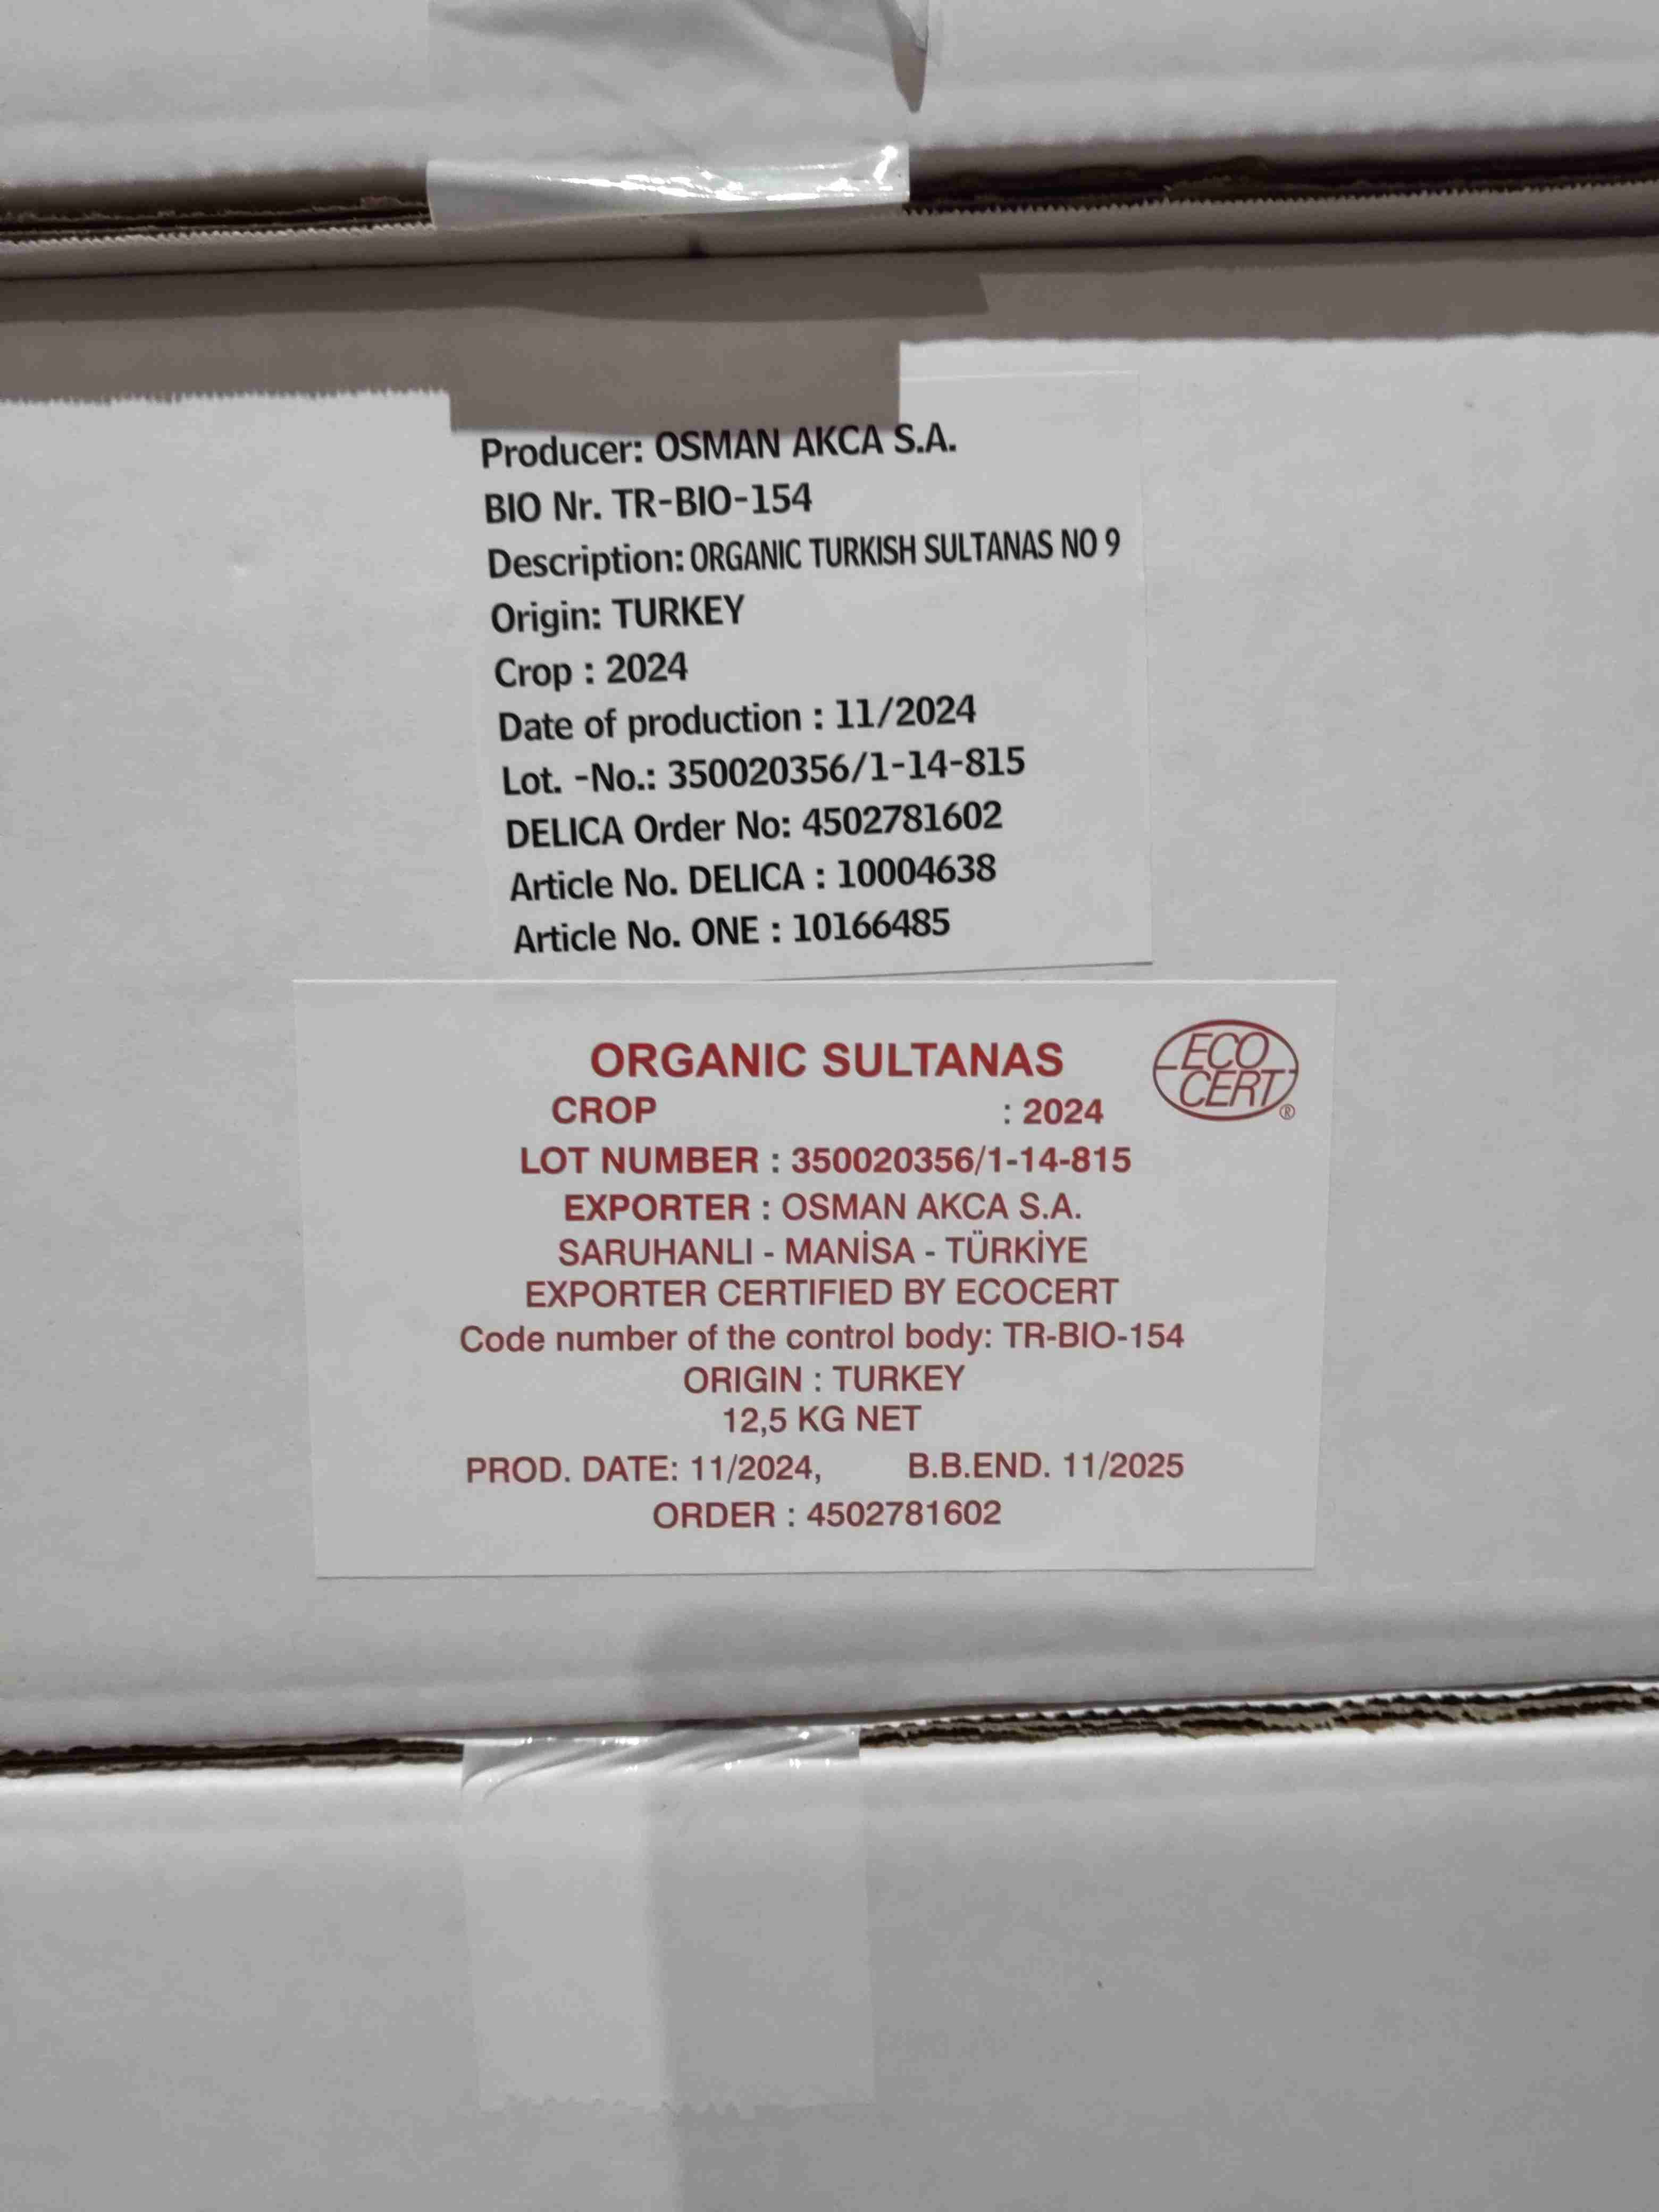 Producer: OSMAN AKCA S.A.
BIO Nr. TR-BIO-154
Description: ORGANIC TURKISH SULTANAS NO 9
Origin: TURKEY
Crop : 2024
Date of production : 11/2024
Lot. -No.: 350020356/1-14-815
DELICA Order No: 4502781602
Article No. DELICA : 10004638
Article No. ONE : 10166485
ORGANIC SULTANAS
ECO
CERT®
CROP : 2024
LOT NUMBER : 350020356/1-14-815
EXPORTER : OSMAN AKCA S.A.
SARUHANLI - MANİSA - TÜRKİYE
EXPORTER CERTIFIED BY ECOCERT
Code number of the control body: TR-BIO-154
ORIGIN : TURKEY
12,5 KG NET
PROD. DATE: 11/2024, B.B.END. 11/2025
ORDER : 4502781602